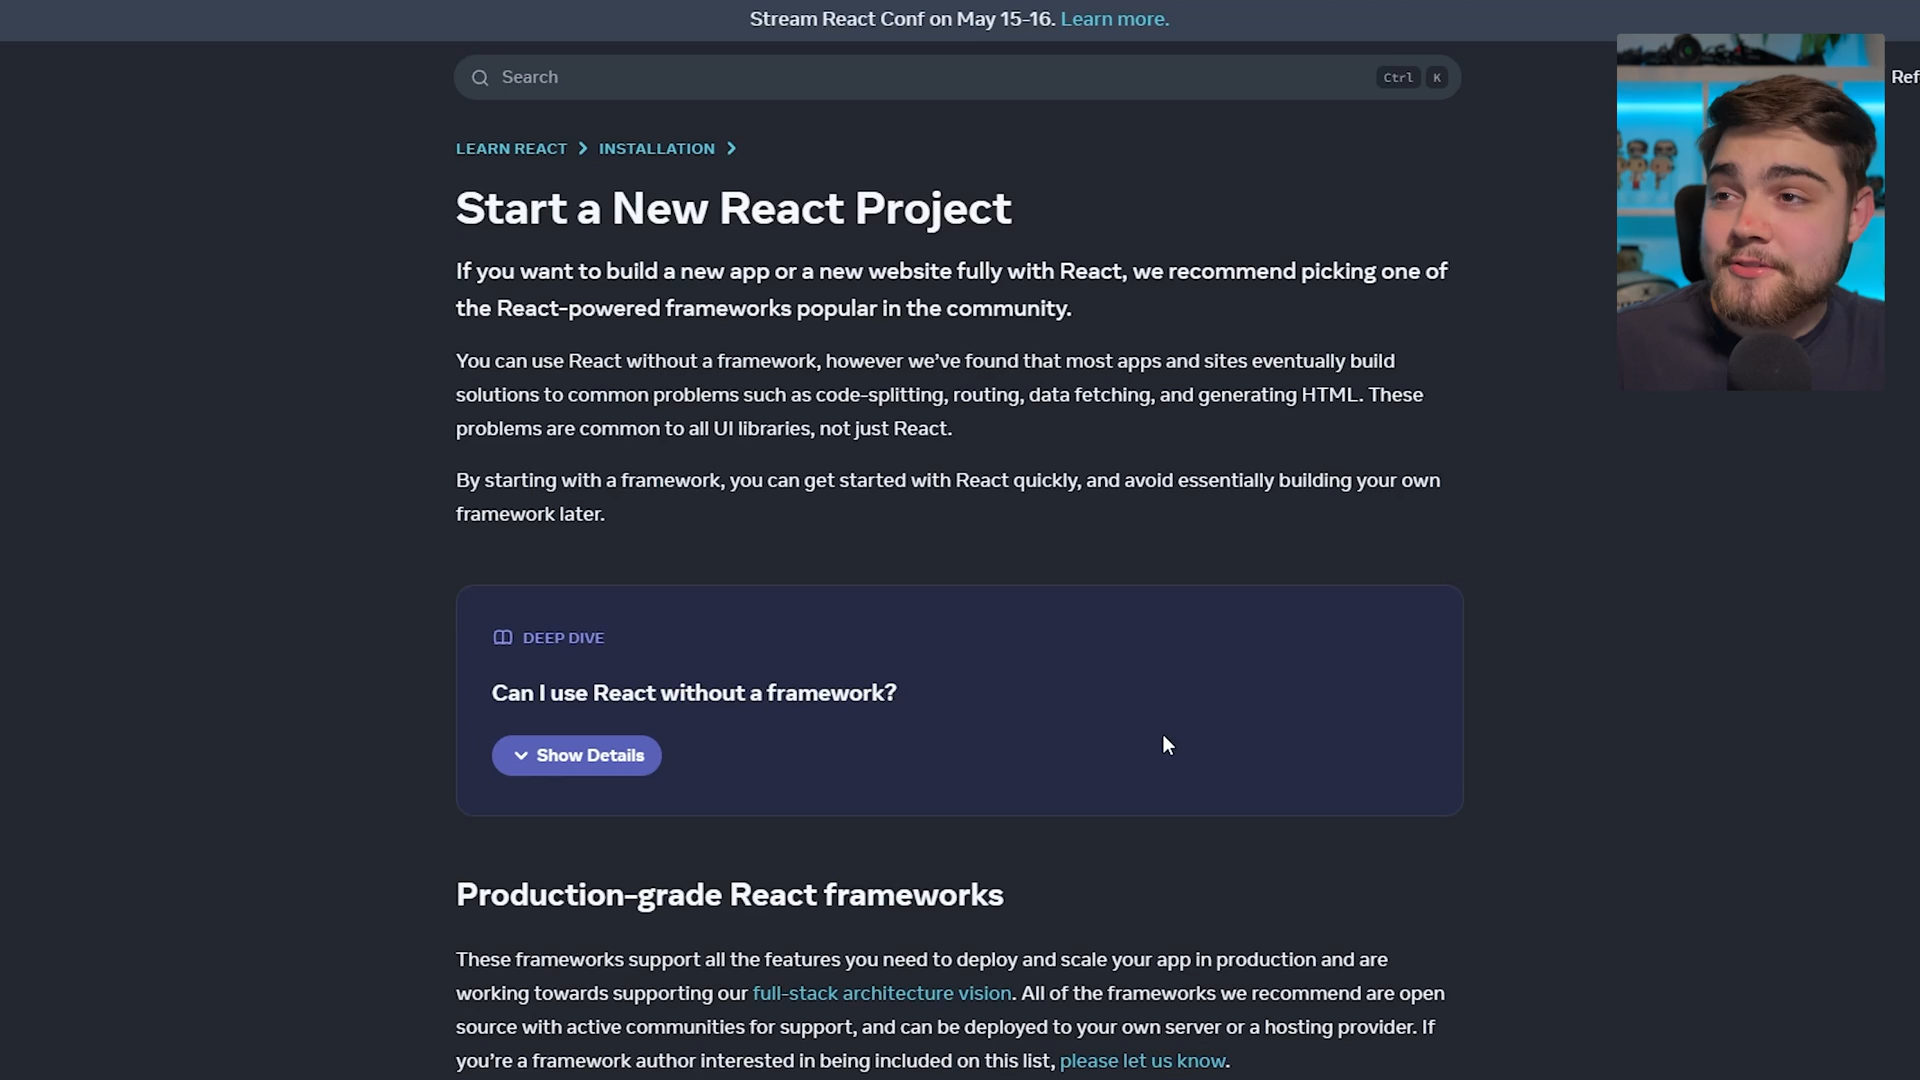 Stream React Conf on May 15-16. Learn more.
Search
Ctrl K
Ref
LEARN REACT > INSTALLATION >
Start a New React Project
If you want to build a new app or a new website fully with React, we recommend picking one of
the React-powered frameworks popular in the community.
You can use React without a framework, however we’ve found that most apps and sites eventually build
solutions to common problems such as code-splitting, routing, data fetching, and generating HTML. These
problems are common to all UI libraries, not just React.
By starting with a framework, you can get started with React quickly, and avoid essentially building your own
framework later.
DEEP DIVE
Can I use React without a framework?
Show Details
Production-grade React frameworks
These frameworks support all the features you need to deploy and scale your app in production and are
working towards supporting our full-stack architecture vision. All of the frameworks we recommend are open
source with active communities for support, and can be deployed to your own server or a hosting provider. If
you’re a framework author interested in being included on this list, please let us know.